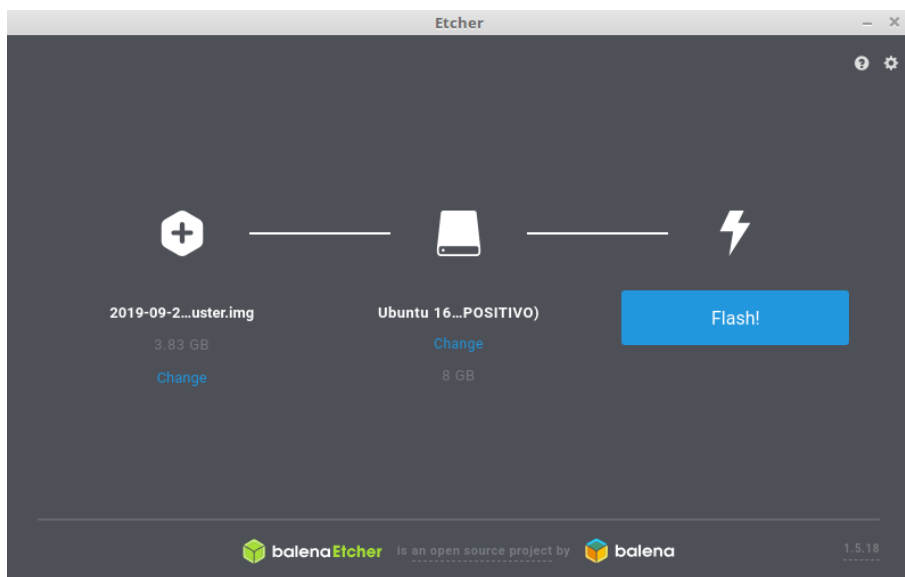 Etcher
2019-09-2...uster.img
3.83 GB
Change
Ubuntu 16...POSITIVO)
Change
8 GB
Flash!
balenaEtcher is an open source project by balena
1.5.18